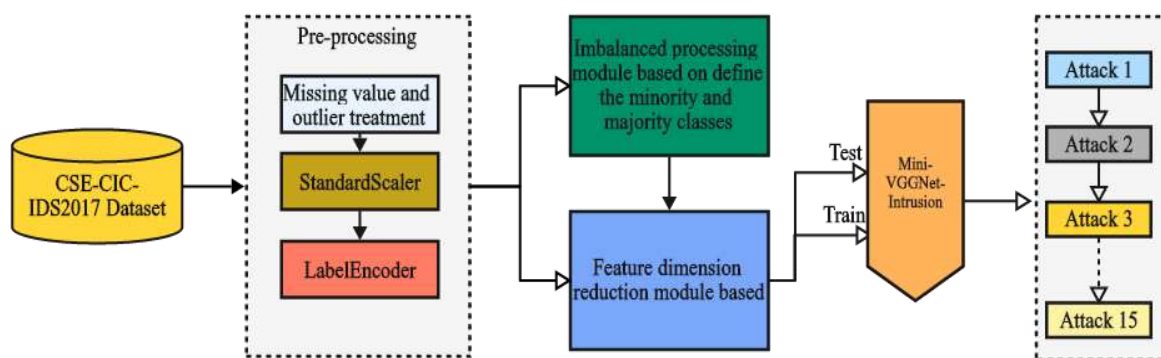 CSE-CIC-
IDS2017 Dataset
Pre-processing
Missing value and
outlier treatment
StandardScaler
LabelEncoder
Imbalanced processing
module based on define
the minority and
majority classes
Feature dimension
reduction module based
Test
Train
Mini-
VGGNet-
Intrusion
Attack 1
Attack 2
Attack 3
Attack 15